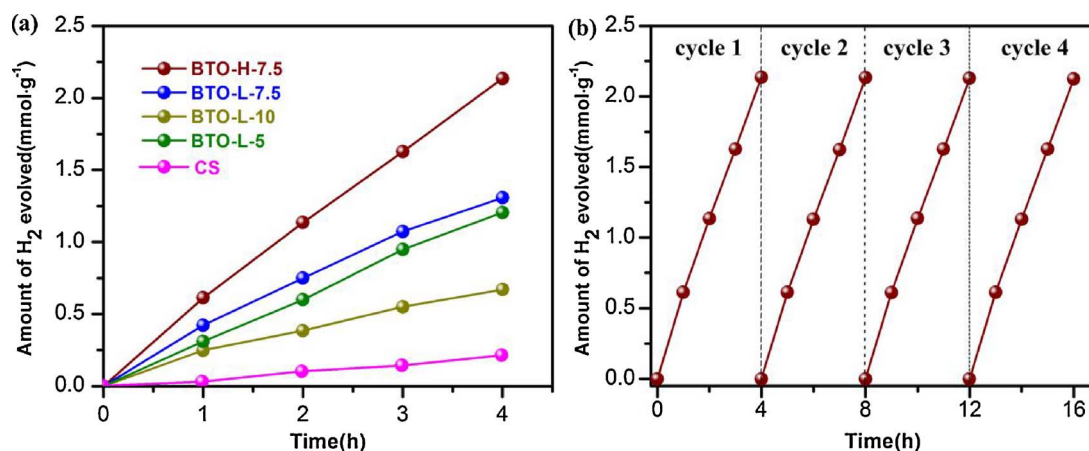 (a)
Amount of H2 evolved(mmol·g-1)
2.5
2.0
1.5
1.0
0.5
0.0
BTO-H-7.5
BTO-L-7.5
BTO-L-10
BTO-L-5
CS
0 1 2 3 4
Time(h)
(b)
Amount of H2 evolved(mmol·g-1)
2.5
2.0
1.5
1.0
0.5
0.0
cycle 1 cycle 2 cycle 3 cycle 4
0 4 8 12 16
Time(h)